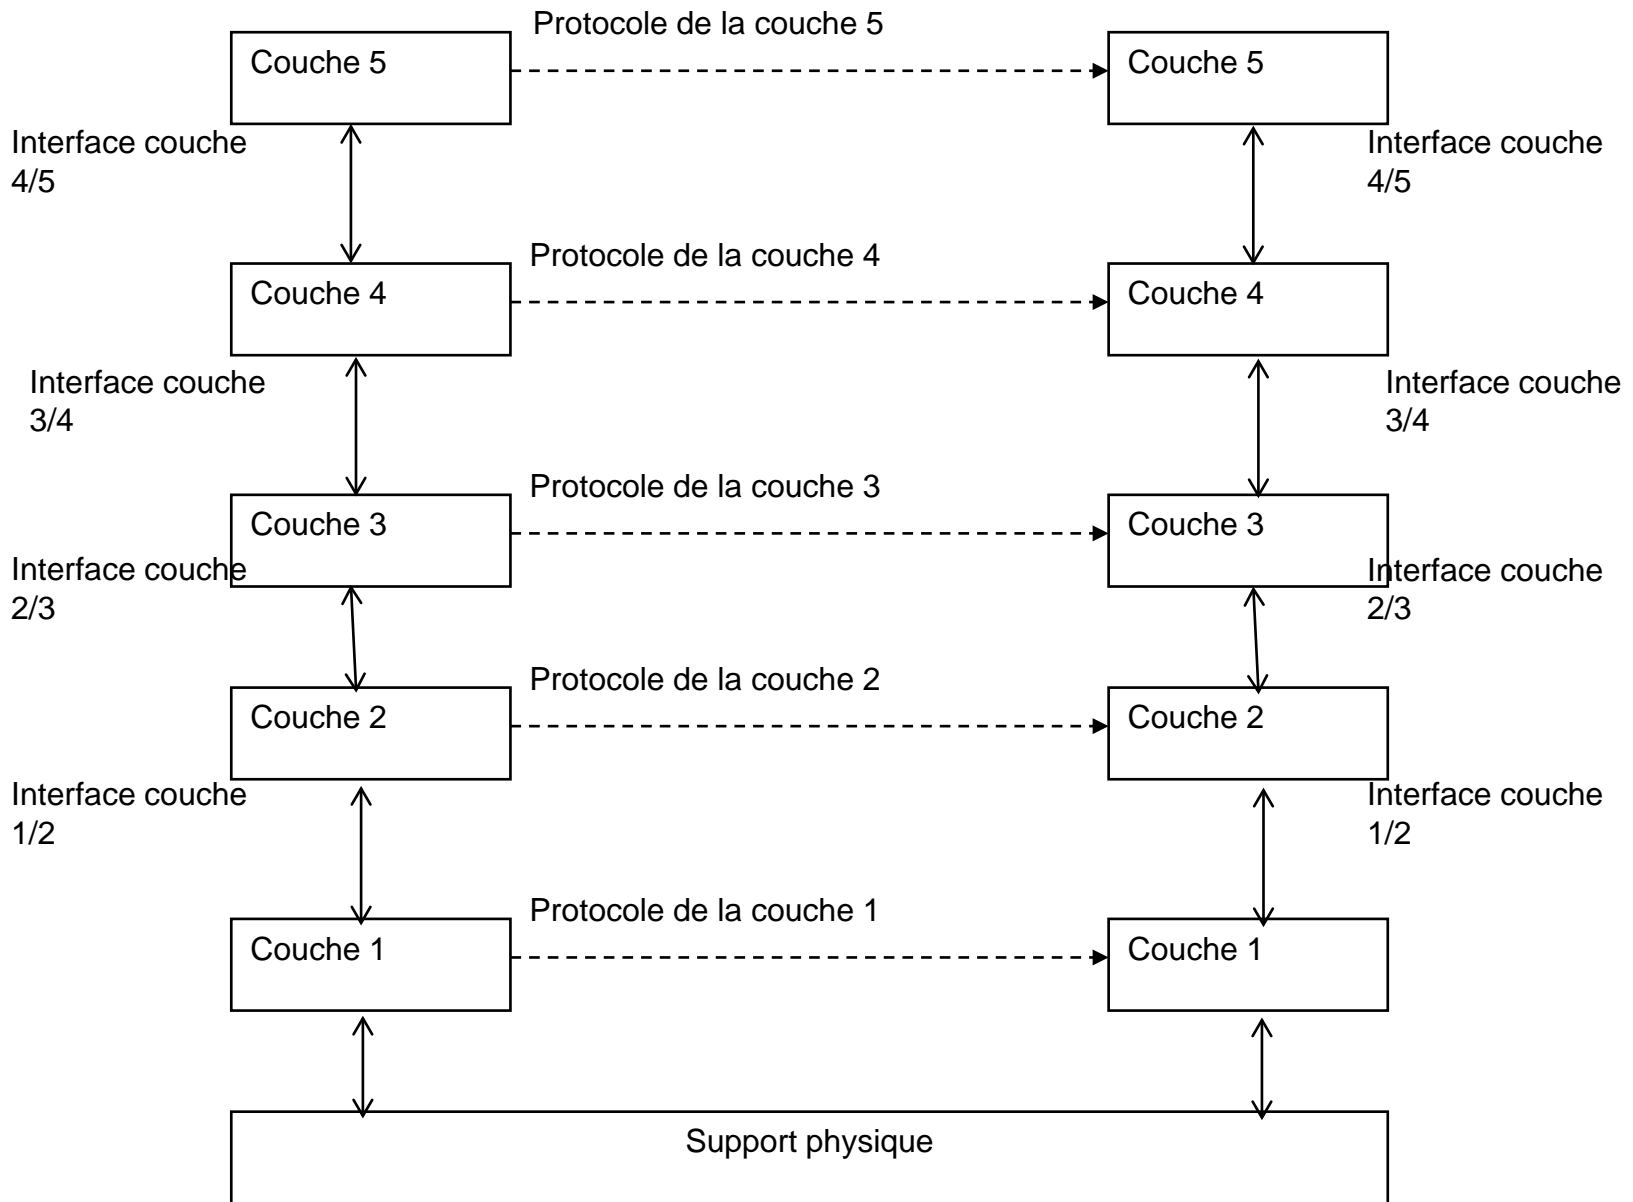 Protocole de la couche 5
Couche 5
Couche 5
Interface couche
4/5
Interface couche
4/5
Protocole de la couche 4
Couche 4
Couche 4
Interface couche
3/4
Interface couche
3/4
Protocole de la couche 3
Couche 3
Couche 3
Interface couche
2/3
Interface couche
2/3
Protocole de la couche 2
Couche 2
Couche 2
Interface couche
1/2
Interface couche
1/2
Protocole de la couche 1
Couche 1
Couche 1
Support physique